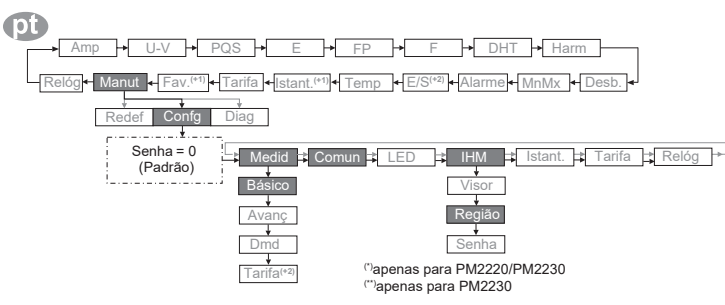 pt
Amp U-V PQS E FP F DHT Harm
Relóg Manut Fav.(+1) Tarifa Istant.(+1) Temp E/S(+2) Alarme MnMx Desb.
Redef Confg Diag
Senha = 0
(Padrão)
Medid Comun LED IHM Istant. Tarifa Relóg
Básico Visor
Avanç Região
Dmd Senha
Tarifa(+2)
(*)apenas para PM2220/PM2230
(**)apenas para PM2230